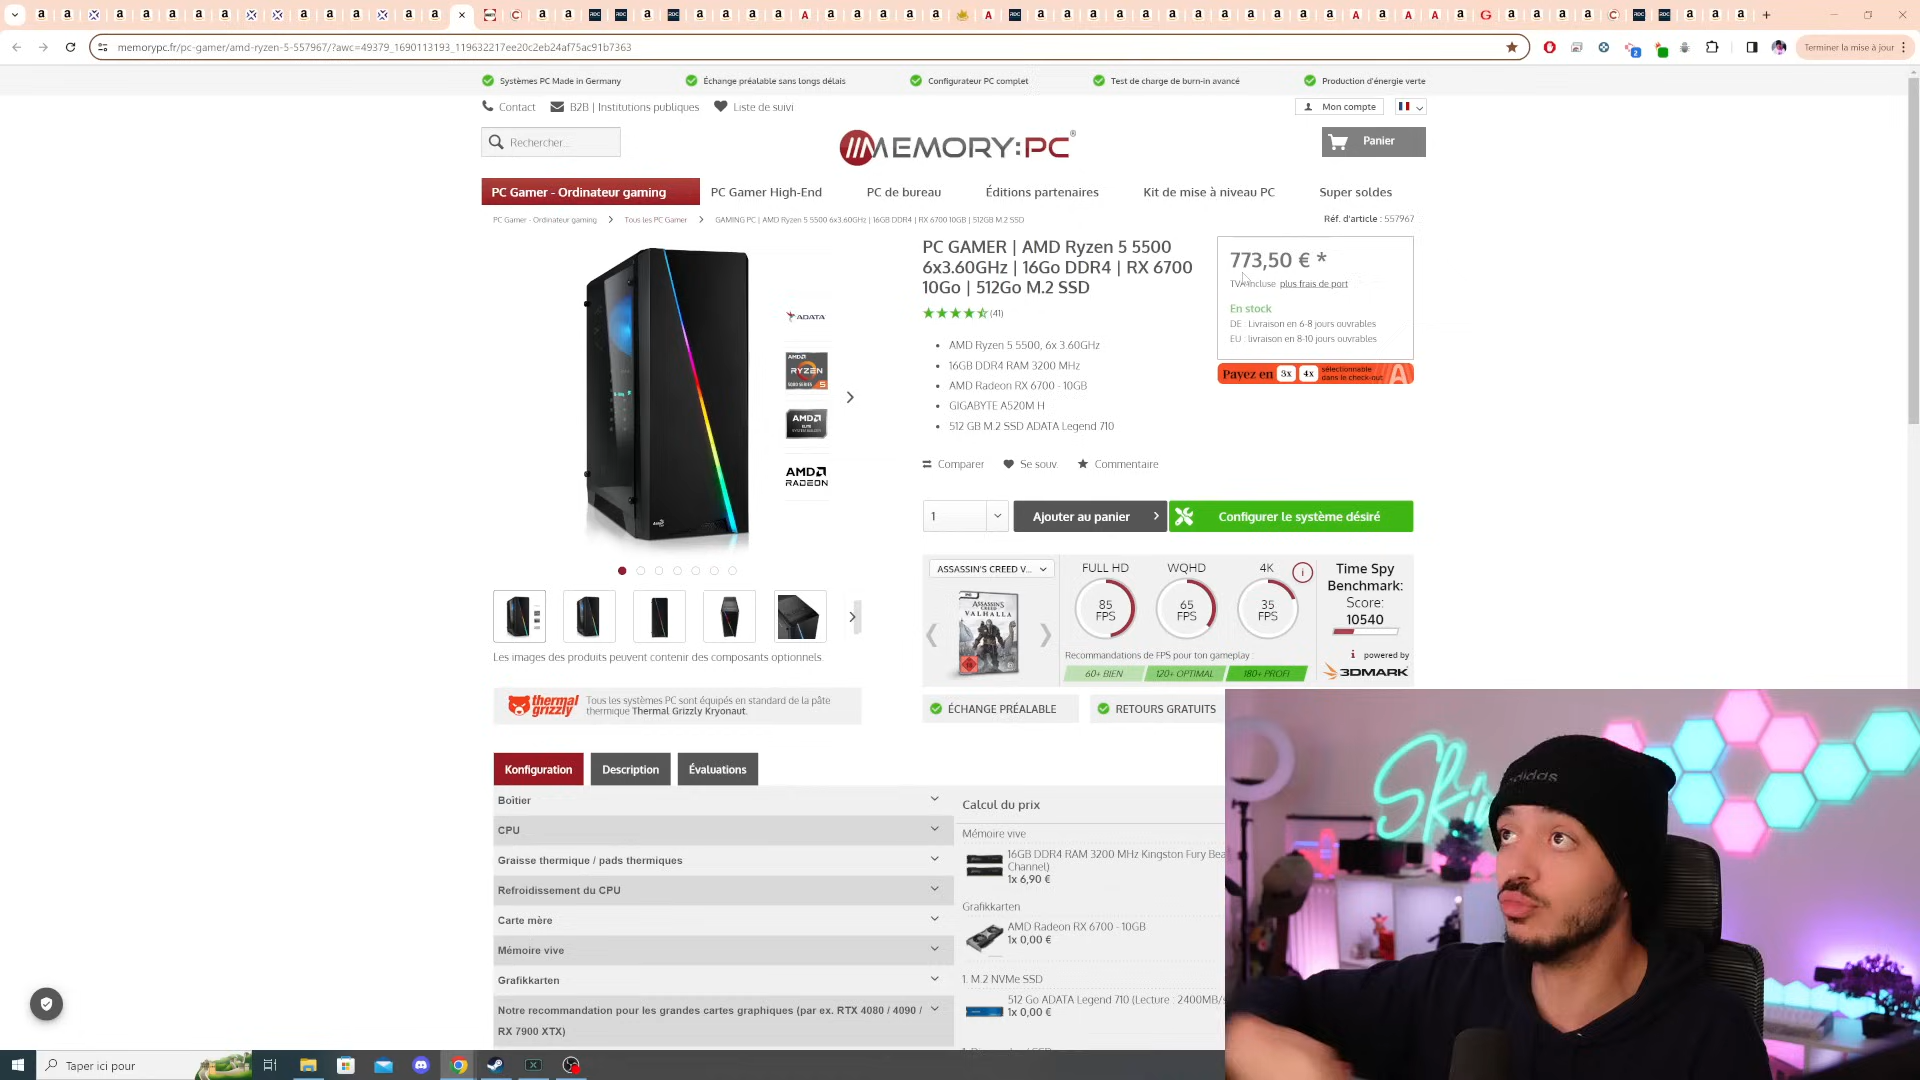 memorypc.fr/pc-gamer/amd-ryzen-5-557967/?awc=49379_1690113193_119632217ee20c2eb24af75ac91b7363
Terminer la mise à jour
Systèmes PC Made in Germany
Échange préalable sans longs délais
Configurateur PC complet
Test de charge de burn-in avancé
Production d'énergie verte
Contact
B2B | Institutions publiques
Liste de suivi
Mon compte
Rechercher...
MEMORY:PC®
Panier
PC Gamer - Ordinateur gaming
PC Gamer High-End
PC de bureau
Éditions partenaires
Kit de mise à niveau PC
Super soldes
PC Gamer - Ordinateur gaming
Tous les PC Gamer
GAMING PC | AMD Ryzen 5 5500 6x3.60GHz | 16GB DDR4 | RX 6700 10GB | 512GB M.2 SSD
Réf. d'article : 557967
PC GAMER | AMD Ryzen 5 5500
6x3.60GHz | 16Go DDR4 | RX 6700
10Go | 512Go M.2 SSD
(41)
773,50 € *
TVA incluse plus frais de port
En stock
DE : Livraison en 6-8 jours ouvrables
EU : livraison en 8-10 jours ouvrables
Payez en 3x 4x sélectionnable
dans le check-out
ADATA
AMD
RYZEN
5000 SERIES 5
AMD
AMD
RADEON
AMD Ryzen 5 5500, 6x 3.60GHz
16GB DDR4 RAM 3200 MHz
AMD Radeon RX 6700 - 10GB
GIGABYTE A520M H
512 GB M.2 SSD ADATA Legend 710
Comparer
Se souv.
Commentaire
1
Ajouter au panier
Configurer le système désiré
ASSASSIN'S CREED V...
FULL HD
WQHD
4K
85
FPS
65
FPS
35
FPS
ASSASSIN'S CREED
VALHALLA
Time Spy
Benchmark:
Score:
10540
Recommandations de FPS pour ton gameplay :
60+ BIEN
120+ OPTIMAL
180+ PROFI
powered by
3DMARK
Les images des produits peuvent contenir des composants optionnels.
thermal
grizzly
Tous les systèmes PC sont équipés en standard de la pâte
thermique Thermal Grizzly Kryonaut.
ÉCHANGE PRÉALABLE
RETOURS GRATUITS
Konfiguration
Description
Évaluations
Boîtier
CPU
Graisse thermique / pads thermiques
Refroidissement du CPU
Carte mère
Mémoire vive
Grafikkarten
Notre recommandation pour les grandes cartes graphiques (par ex. RTX 4080 / 4090 /
RX 7900 XTX)
Calcul du prix
Mémoire vive
16GB DDR4 RAM 3200 MHz Kingston Fury Bea
Channel)
1x 6,90 €
Grafikkarten
AMD Radeon RX 6700 - 10GB
1x 0,00 €
1. M.2 NVMe SSD
512 Go ADATA Legend 710 (Lecture : 2400MB/s
1x 0,00 €
Ski
adidas
Taper ici pour